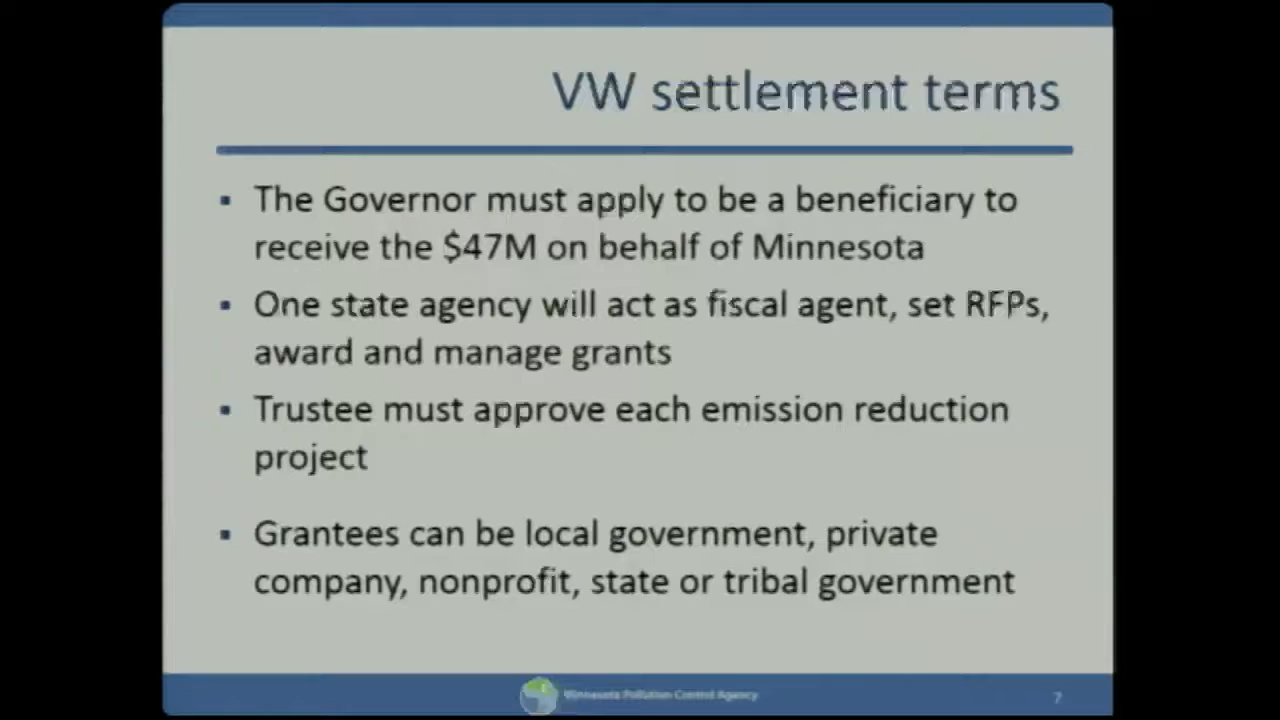 VW settlement terms
▪ The Governor must apply to be a beneficiary to
receive the $47M on behalf of Minnesota
▪ One state agency will act as fiscal agent, set RFPs,
award and manage grants
▪ Trustee must approve each emission reduction
project
▪ Grantees can be local government, private
company, nonprofit, state or tribal government
Minnesota Pollution Control Agency
7